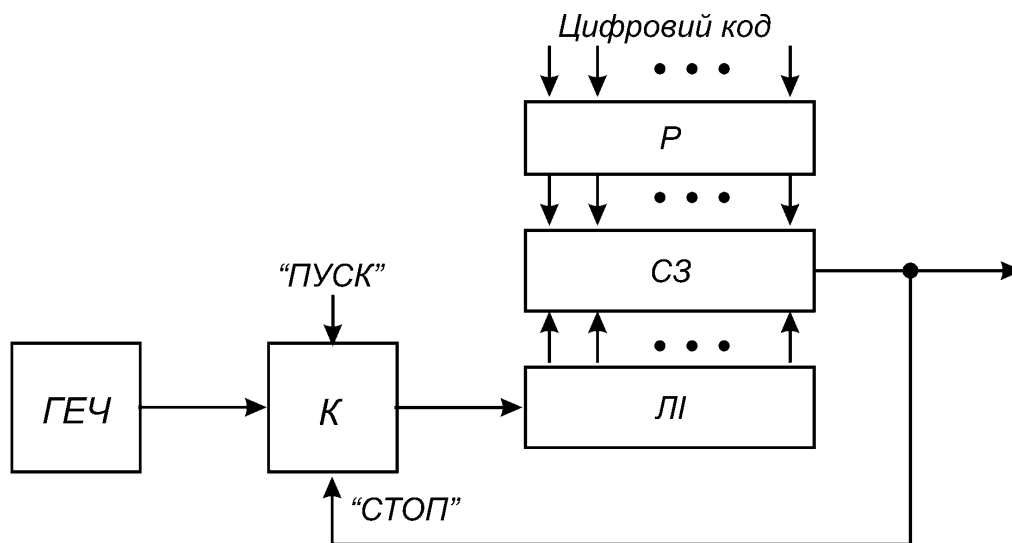 Цифровий код
Р
СЗ
“ПУСК”
ГЕЧ
К
ЛІ
“СТОП”